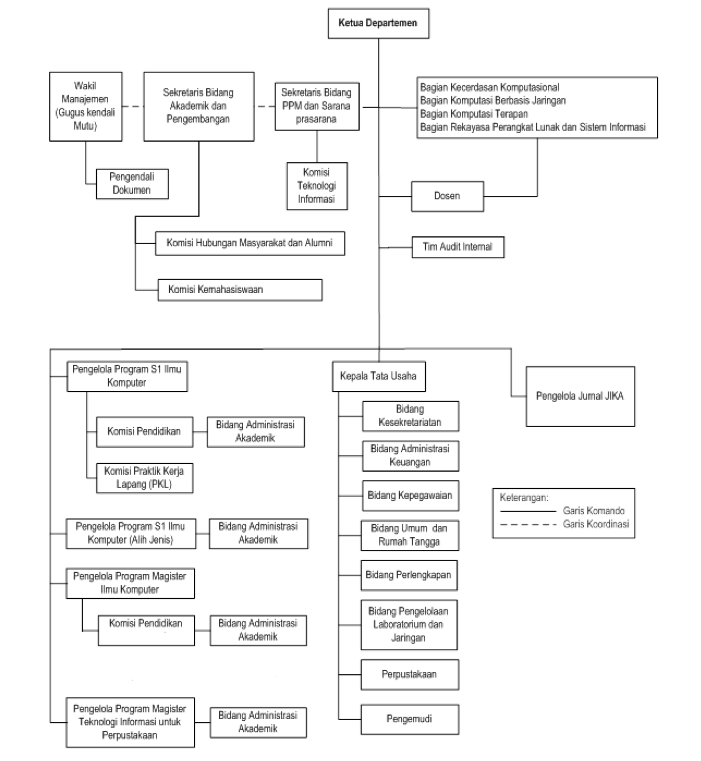 Ketua Departemen
Wakil
Manajemen
(Gugus kendali
Mutu)
Sekretaris Bidang
Akademik dan
Pengembangan
Sekretaris Bidang
PPM dan Sarana
prasarana
Bagian Kecerdasan Komputasional
Bagian Komputasi Berbasis Jaringan
Bagian Komputasi Terapan
Bagian Rekayasa Perangkat Lunak dan Sistem Informasi
Pengendali
Dokumen
Komisi
Teknologi
Informasi
Dosen
Komisi Hubungan Masyarakat dan Alumni
Tim Audit Internal
Komisi Kemahasiswaan
Pengelola Program S1 Ilmu
Komputer
Komisi Pendidikan
Bidang Administrasi
Akademik
Komisi Praktik Kerja
Lapang (PKL)
Pengelola Program S1 Ilmu
Komputer (Alih Jenis)
Bidang Administrasi
Akademik
Pengelola Program Magister
Ilmu Komputer
Komisi Pendidikan
Bidang Administrasi
Akademik
Pengelola Program Magister
Teknologi Informasi untuk
Perpustakaan
Bidang Administrasi
Akademik
Kepala Tata Usaha
Bidang
Kesekretariatan
Bidang Administrasi
Keuangan
Bidang Kepegawaian
Bidang Umum dan
Rumah Tangga
Bidang Perlengkapan
Bidang Pengelolaan
Laboratorium dan
Jaringan
Perpustakaan
Pengemudi
Pengelola Jurnal JIKA
Keterangan:
Garis Komando
Garis Koordinasi